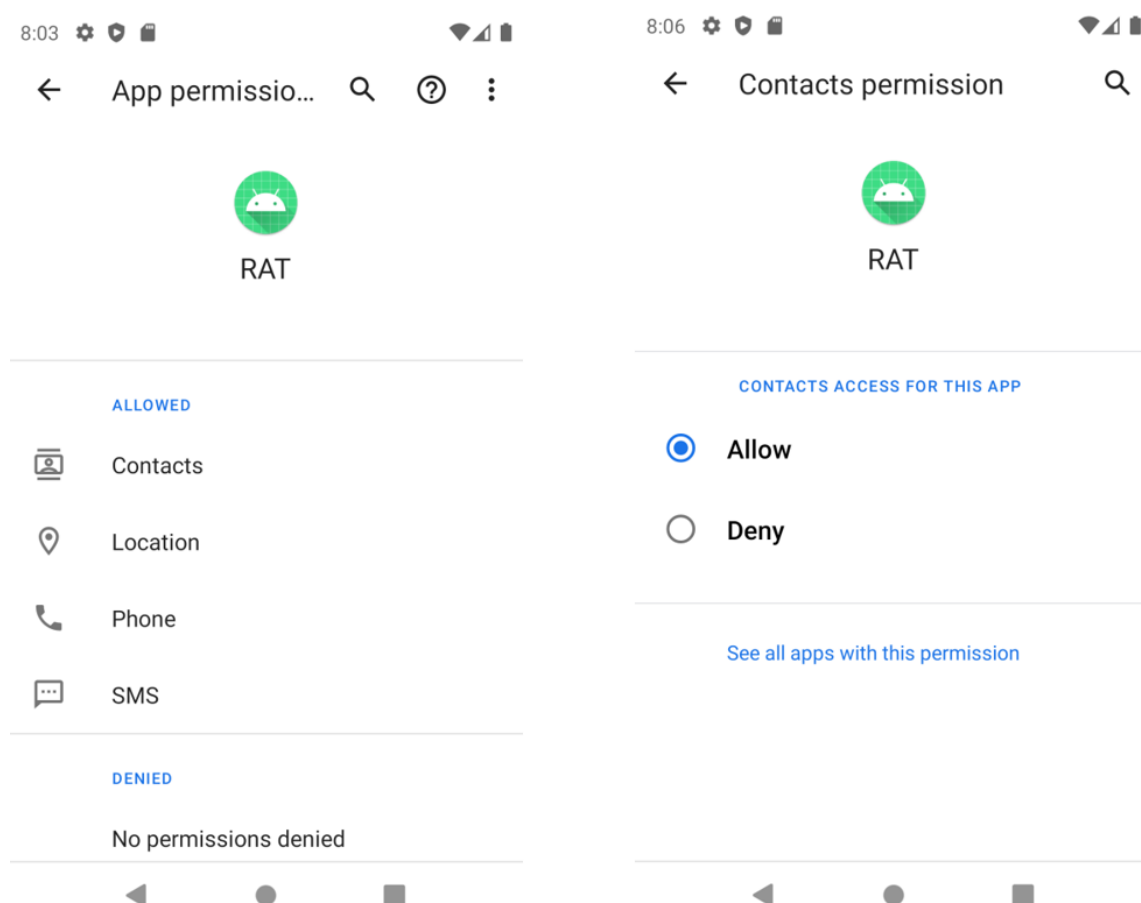 8:03
App permissio...
RAT
ALLOWED
Contacts
Location
Phone
SMS
DENIED
No permissions denied
8:06
Contacts permission
RAT
CONTACTS ACCESS FOR THIS APP
Allow
Deny
See all apps with this permission